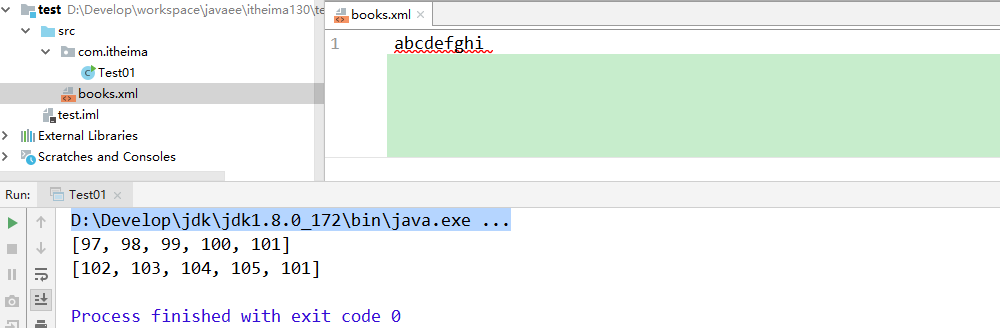 test D:\Develop\workspace\javaee\itheima130\te
src
com.itheima
Test01
books.xml
test.iml
External Libraries
Scratches and Consoles
books.xml
1 abcdefghi
Run: Test01
D:\Develop\jdk\jdk1.8.0_172\bin\java.exe ...
[97, 98, 99, 100, 101]
[102, 103, 104, 105, 101]
Process finished with exit code 0